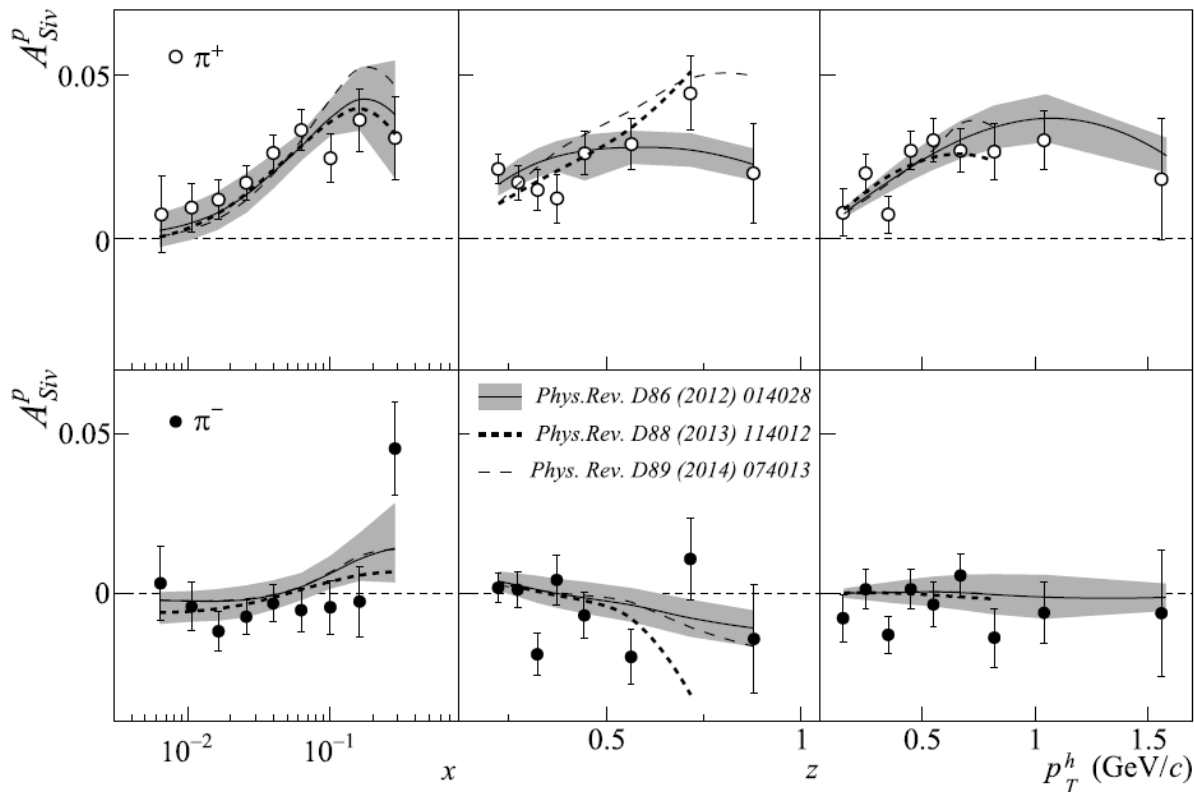 A^p_Siv
π⁺
0.05
0
A^p_Siv
π⁻
0.05
0
Phys.Rev. D86 (2012) 014028
Phys.Rev. D88 (2013) 114012
Phys. Rev. D89 (2014) 074013
10⁻² 10⁻¹ 0.5 1 0.5 1 1.5
x z p^h_T (GeV/c)